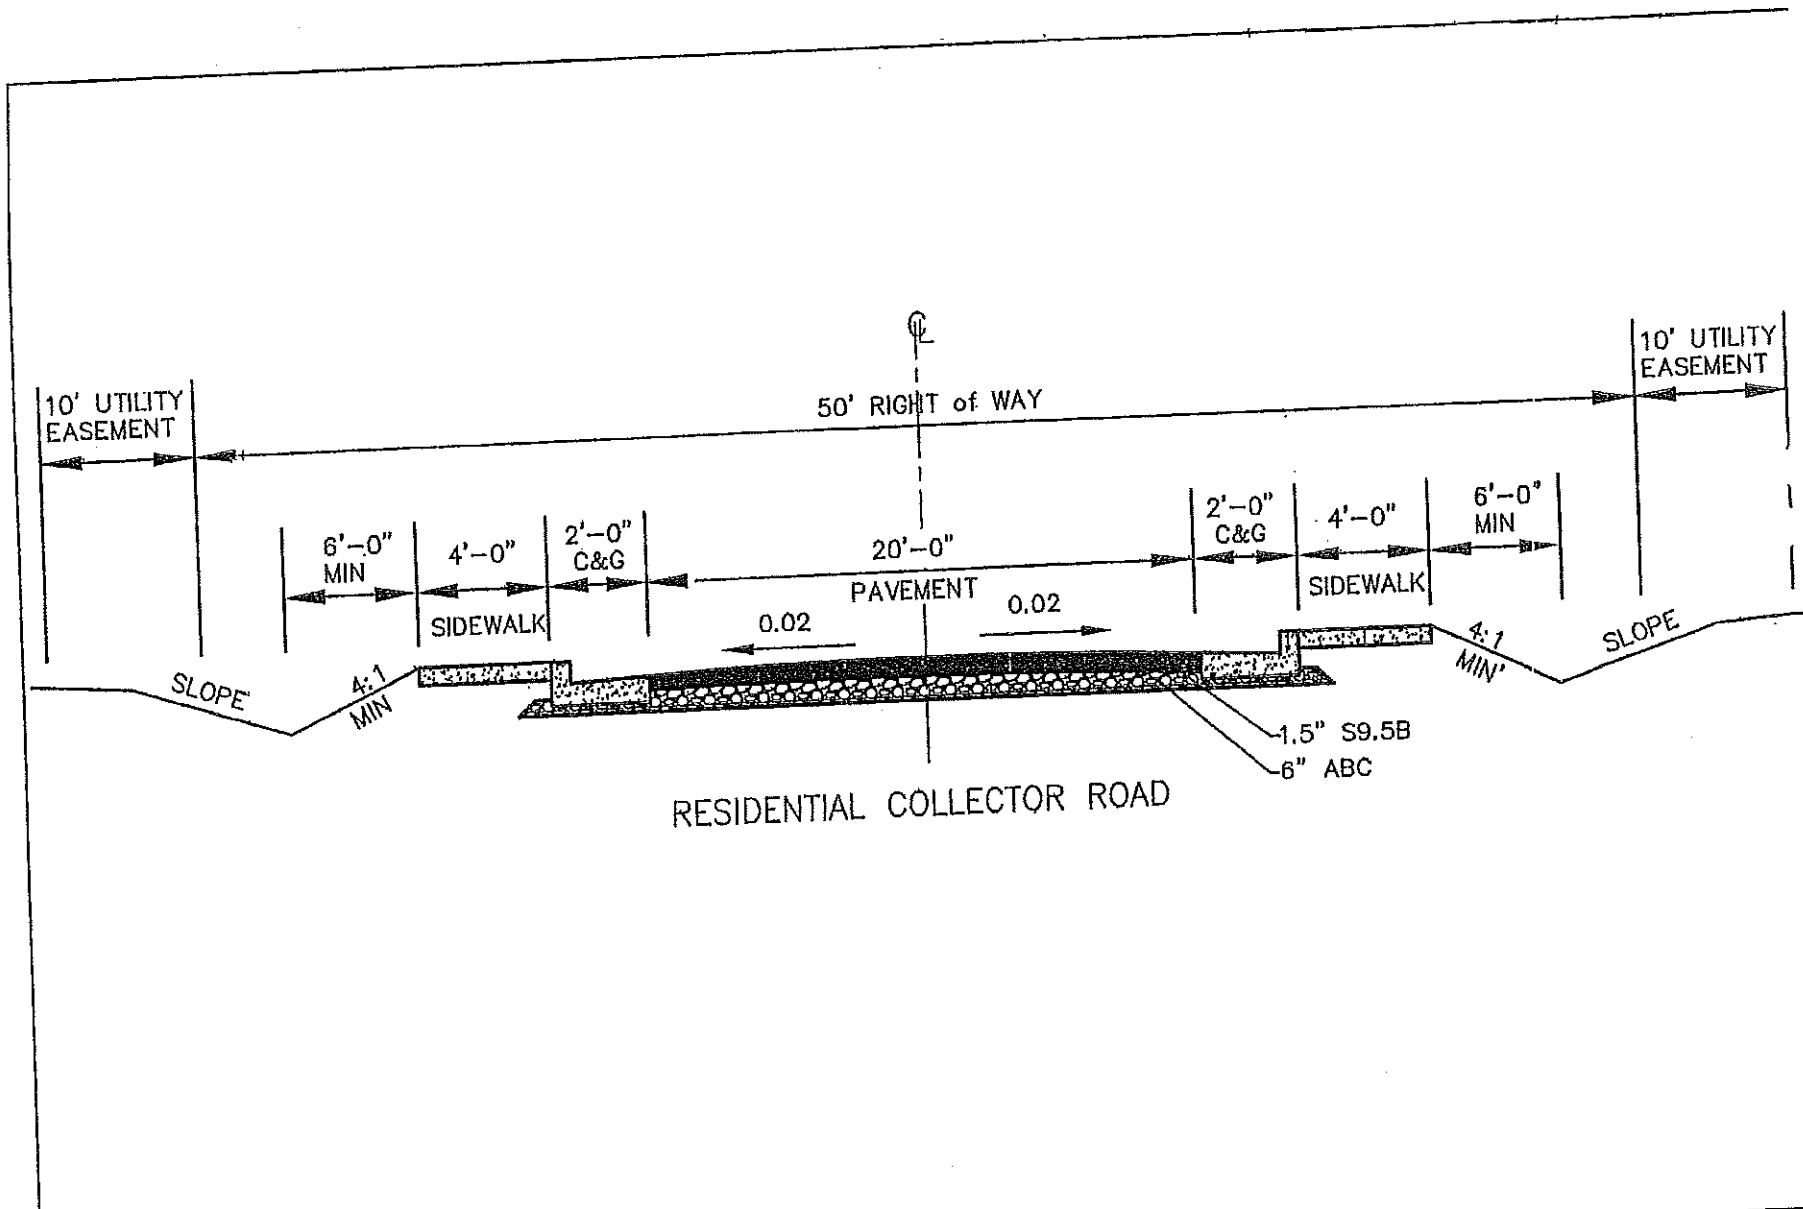 ℄
10' UTILITY
EASEMENT
50' RIGHT of WAY
10' UTILITY
EASEMENT
6'-0"
MIN
4'-0"
SIDEWALK
2'-0"
C&G
20'-0"
PAVEMENT
2'-0"
C&G
4'-0"
SIDEWALK
6'-0"
MIN
0.02
0.02
SLOPE
4:1
MIN
4:1
MIN
SLOPE
1.5" S9.5B
6" ABC
RESIDENTIAL COLLECTOR ROAD